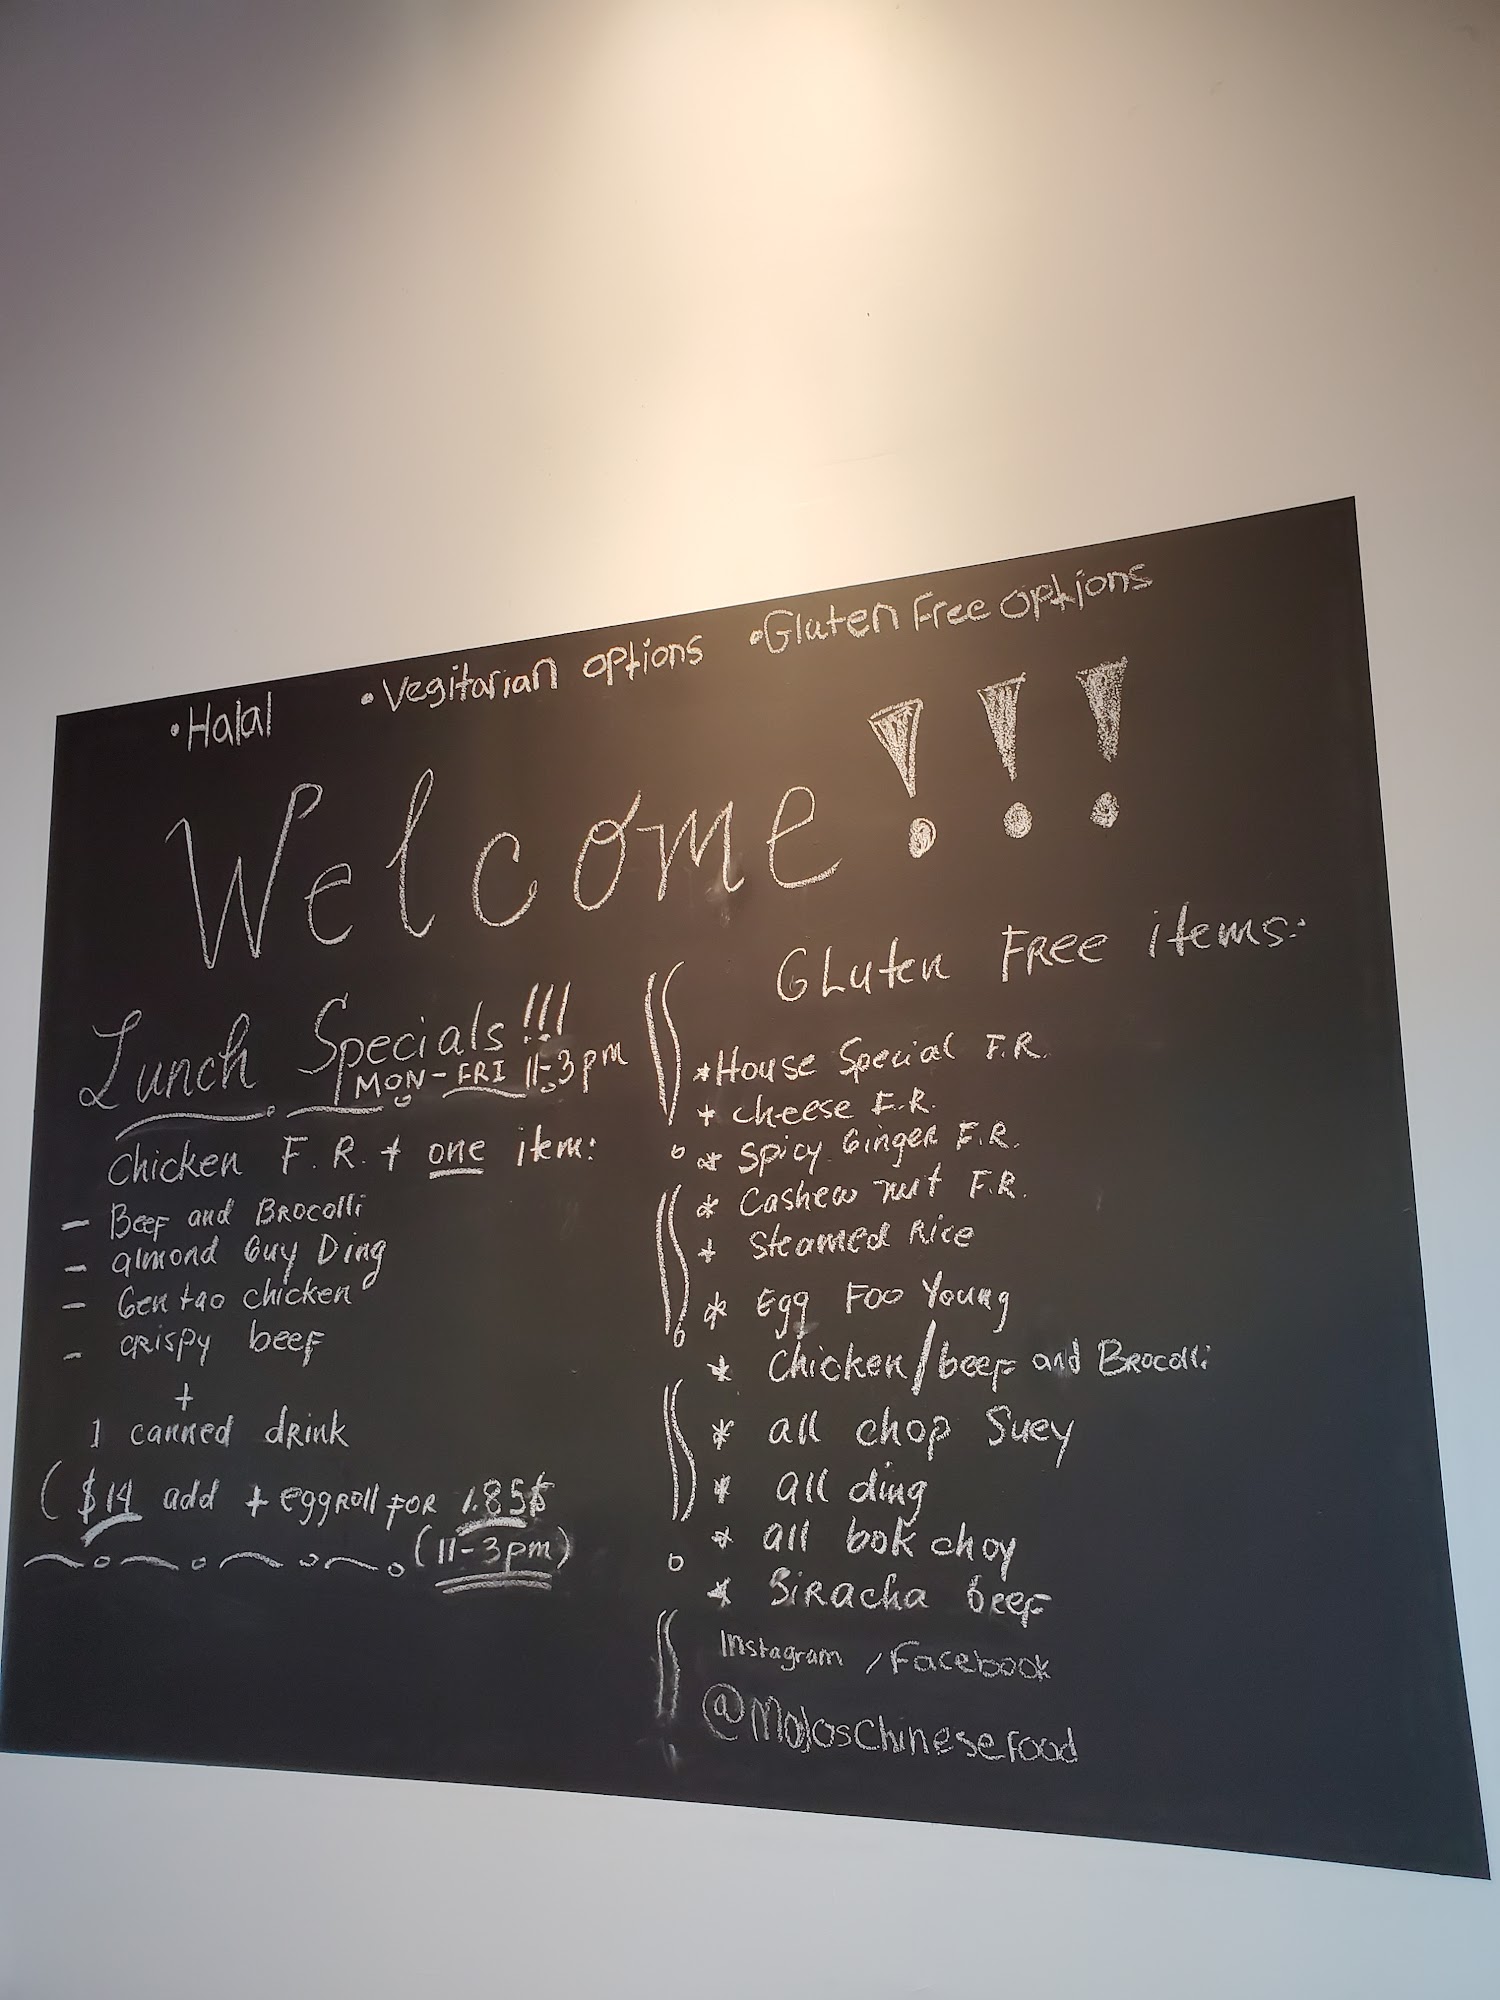 •Halal •Vegitarian options •Gluten Free options
Welcome!!!
Lunch Specials!!!
MON-FRI 11-3pm
Chicken F.R. + one item:
- Beef and Brocolli
- almond Guy Ding
- Gen tao chicken
- crispy beef
+
1 canned drink
($14 add + eggroll for 1.85$
(11-3pm)
Gluten Free items:
*House Special F.R.
+ cheese F.R.
* Spicy Ginger F.R.
* Cashew nut F.R.
+ Steamed Rice
* Egg Foo Young
* Chicken/beef and Brocolli
* all chop Suey
* all ding
* all bok choy
* Siracha beef
Instagram /Facebook
@MojosChinesefood